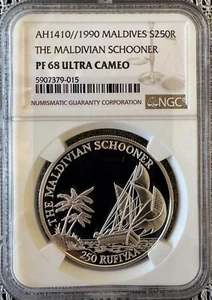 AH1410//1990 MALDIVES S250R
THE MALDIVIAN SCHOONER
PF 68 ULTRA CAMEO
5907379-015
NUMISMATIC GUARANTY CORPORATION
NGC
THE MALDIVIAN SCHOONER
250 RUFIYAA